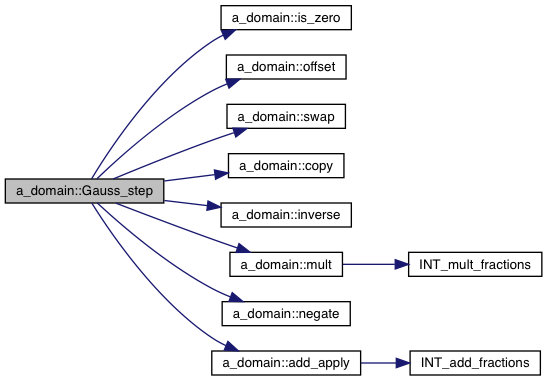 a_domain::is_zero
a_domain::offset
a_domain::swap
a_domain::copy
a_domain::Gauss_step
a_domain::inverse
a_domain::mult
INT_mult_fractions
a_domain::negate
a_domain::add_apply
INT_add_fractions